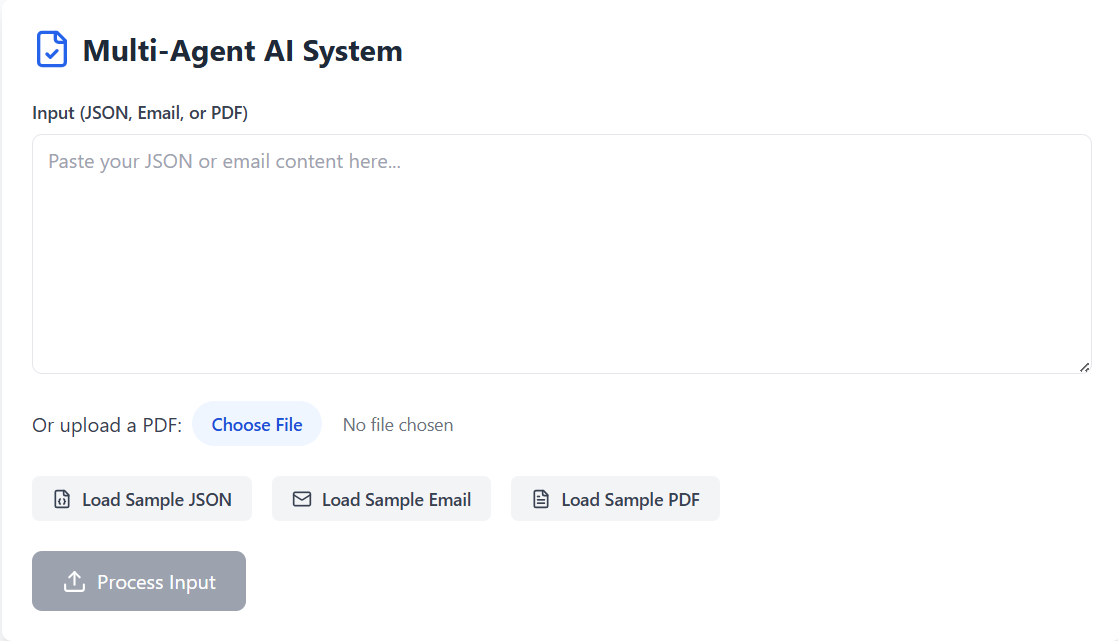 Multi-Agent AI System
Input (JSON, Email, or PDF)
Paste your JSON or email content here...
Or upload a PDF: Choose File No file chosen
Load Sample JSON Load Sample Email Load Sample PDF
Process Input